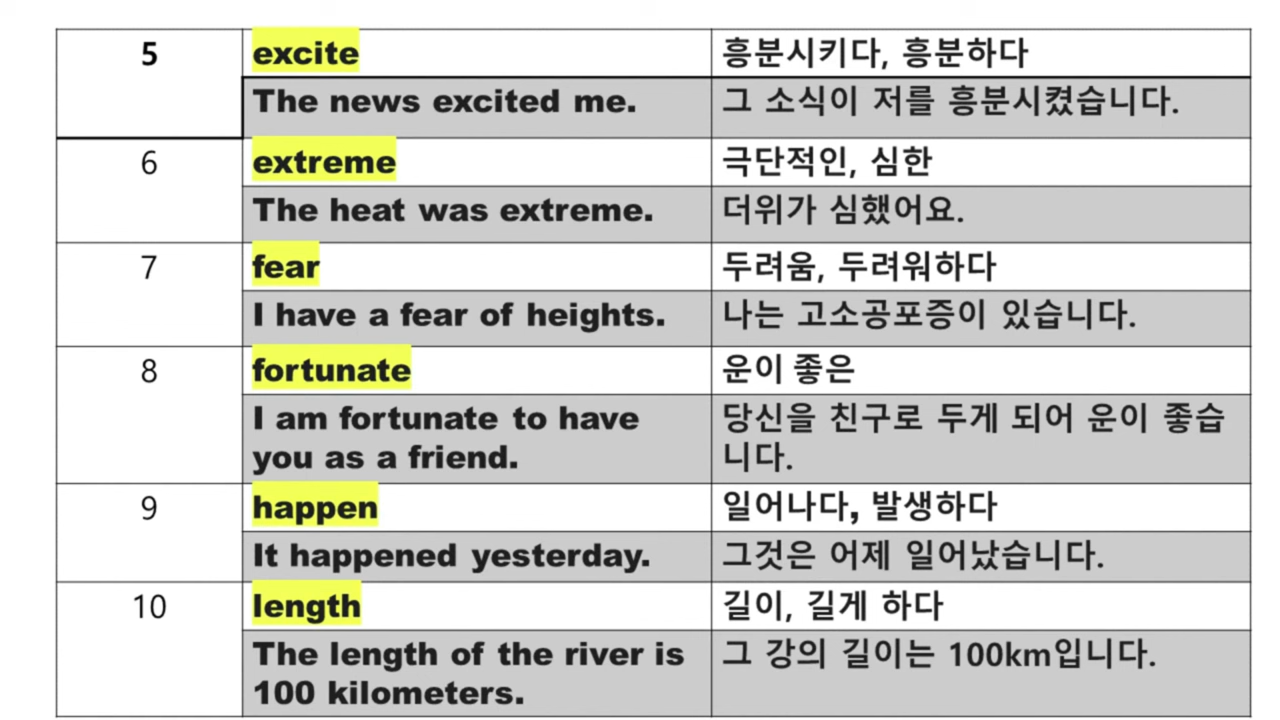 5 excite 흥분시키다, 흥분하다
The news excited me. 그 소식이 저를 흥분시켰습니다.
6 extreme 극단적인, 심한
The heat was extreme. 더위가 심했어요.
7 fear 두려움, 두려워하다
I have a fear of heights. 나는 고소공포증이 있습니다.
8 fortunate 운이 좋은
I am fortunate to have 당신을 친구로 두게 되어 운이 좋습
you as a friend. 니다.
9 happen 일어나다, 발생하다
It happened yesterday. 그것은 어제 일어났습니다.
10 length 길이, 길게 하다
The length of the river is 그 강의 길이는 100km입니다.
100 kilometers.